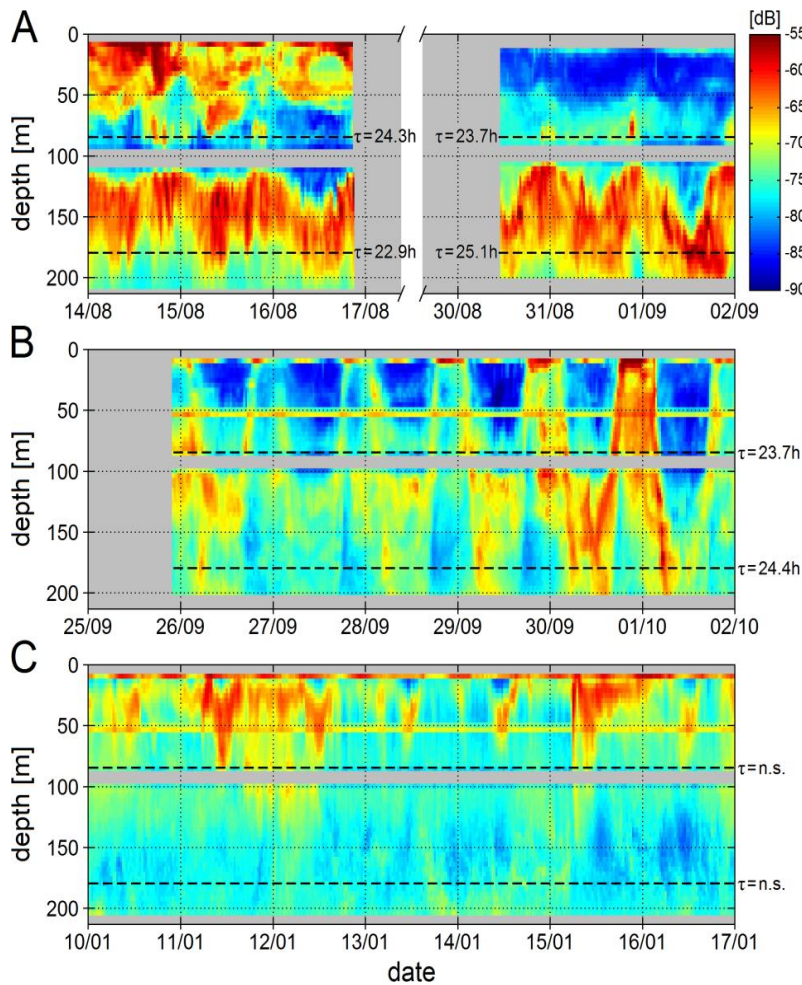 A
[dB]
0
50
100
150
200
depth [m]
τ=24.3h
τ=23.7h
τ=22.9h
τ=25.1h
14/08 15/08 16/08 17/08 30/08 31/08 01/09 02/09
-55
-60
-65
-70
-75
-80
-85
-90
B
0
50
100
150
200
depth [m]
τ=23.7h
τ=24.4h
25/09 26/09 27/09 28/09 29/09 30/09 01/10 02/10
C
0
50
100
150
200
depth [m]
τ=n.s.
τ=n.s.
10/01 11/01 12/01 13/01 14/01 15/01 16/01 17/01
date